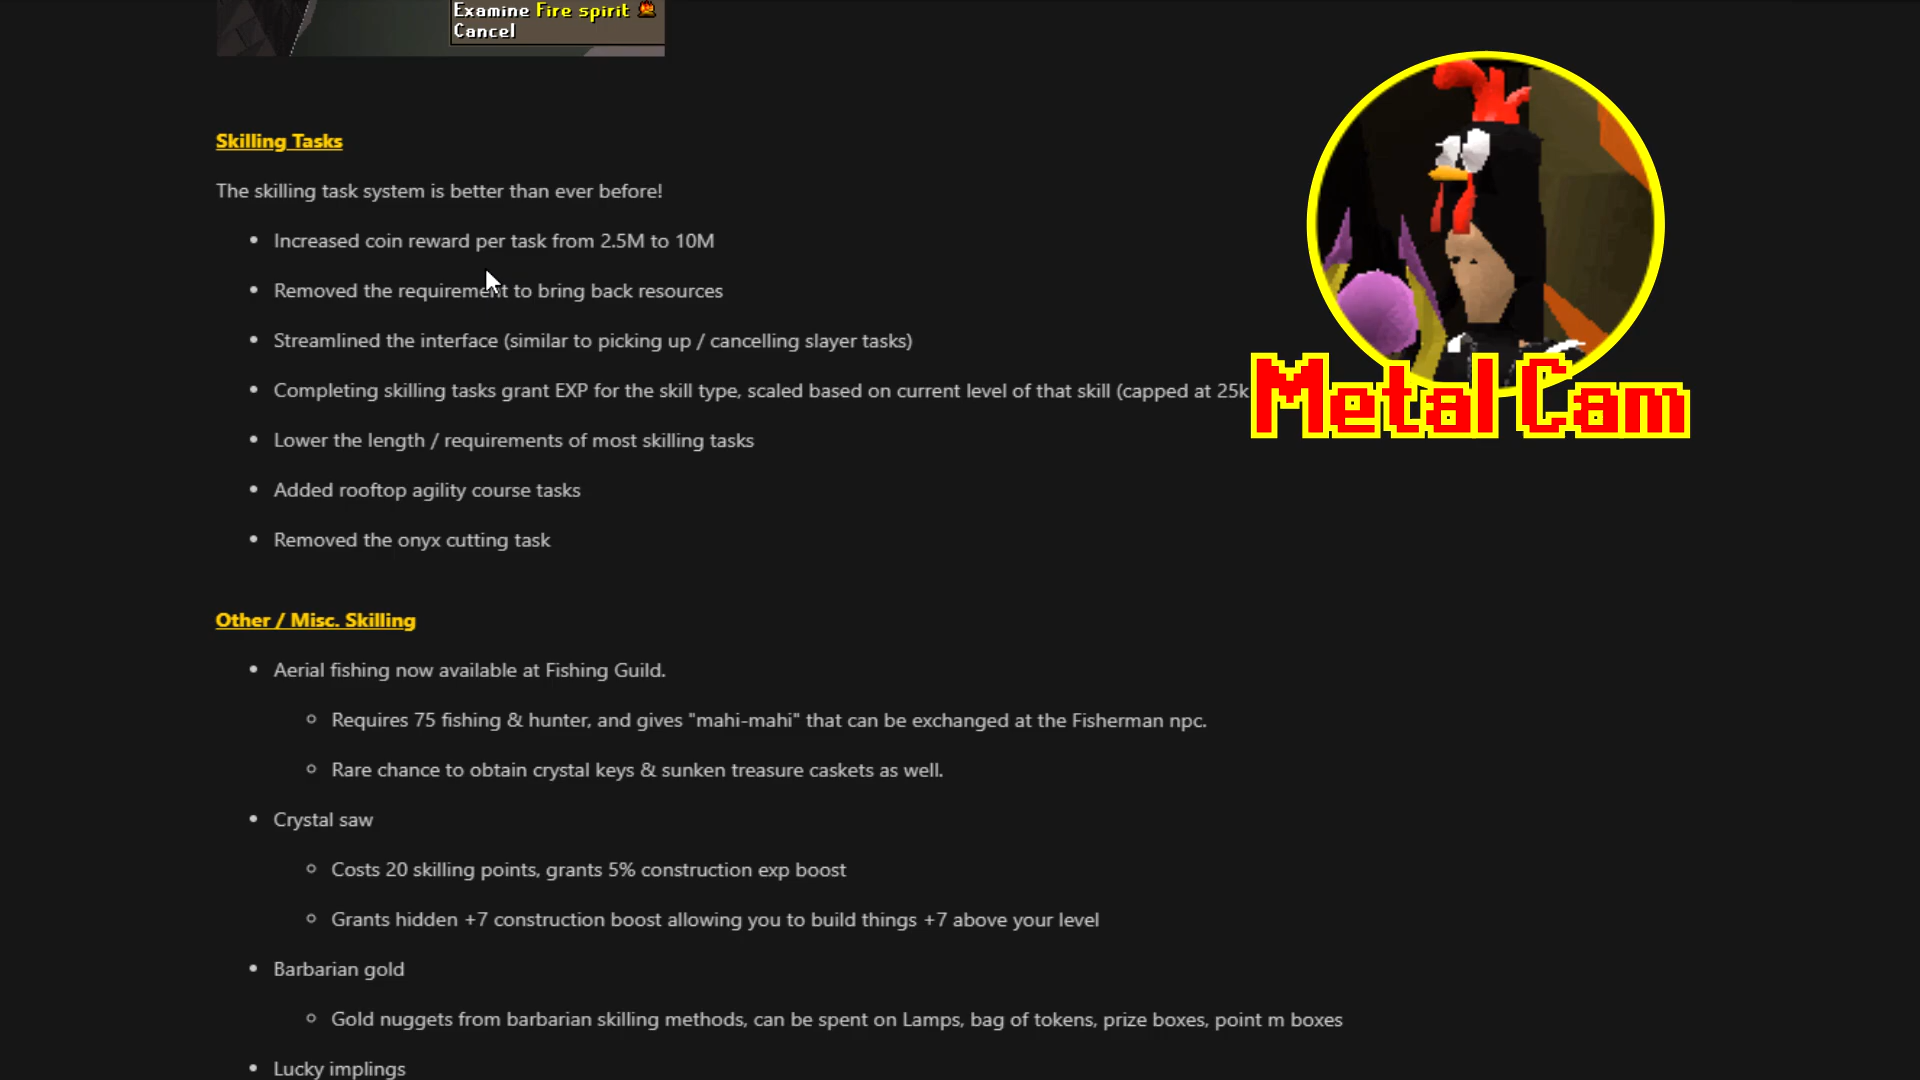 Examine Fire spirit
Cancel
Skilling Tasks
The skilling task system is better than ever before!
• Increased coin reward per task from 2.5M to 10M
• Removed the requirement to bring back resources
• Streamlined the interface (similar to picking up / cancelling slayer tasks)
• Completing skilling tasks grant EXP for the skill type, scaled based on current level of that skill (capped at 25k
Metal Cam
• Lower the length / requirements of most skilling tasks
• Added rooftop agility course tasks
• Removed the onyx cutting task
Other / Misc. Skilling
• Aerial fishing now available at Fishing Guild.
◦ Requires 75 fishing & hunter, and gives "mahi-mahi" that can be exchanged at the Fisherman npc.
◦ Rare chance to obtain crystal keys & sunken treasure caskets as well.
• Crystal saw
◦ Costs 20 skilling points, grants 5% construction exp boost
◦ Grants hidden +7 construction boost allowing you to build things +7 above your level
• Barbarian gold
◦ Gold nuggets from barbarian skilling methods, can be spent on Lamps, bag of tokens, prize boxes, point m boxes
• Lucky implings